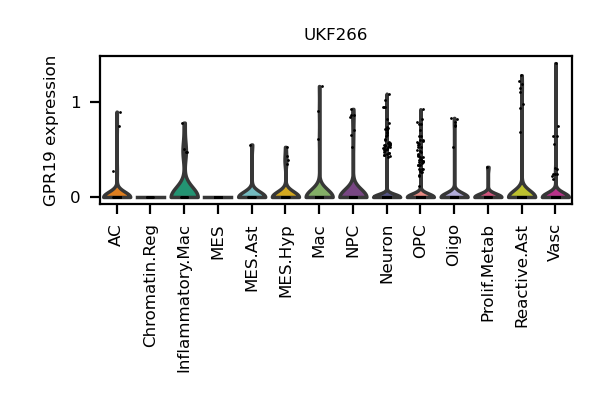 UKF266
GPR19 expression
1
0
AC
Chromatin.Reg
Inflammatory.Mac
MES
MES.Ast
MES.Hyp
Mac
NPC
Neuron
OPC
Oligo
Prolif.Metab
Reactive.Ast
Vasc